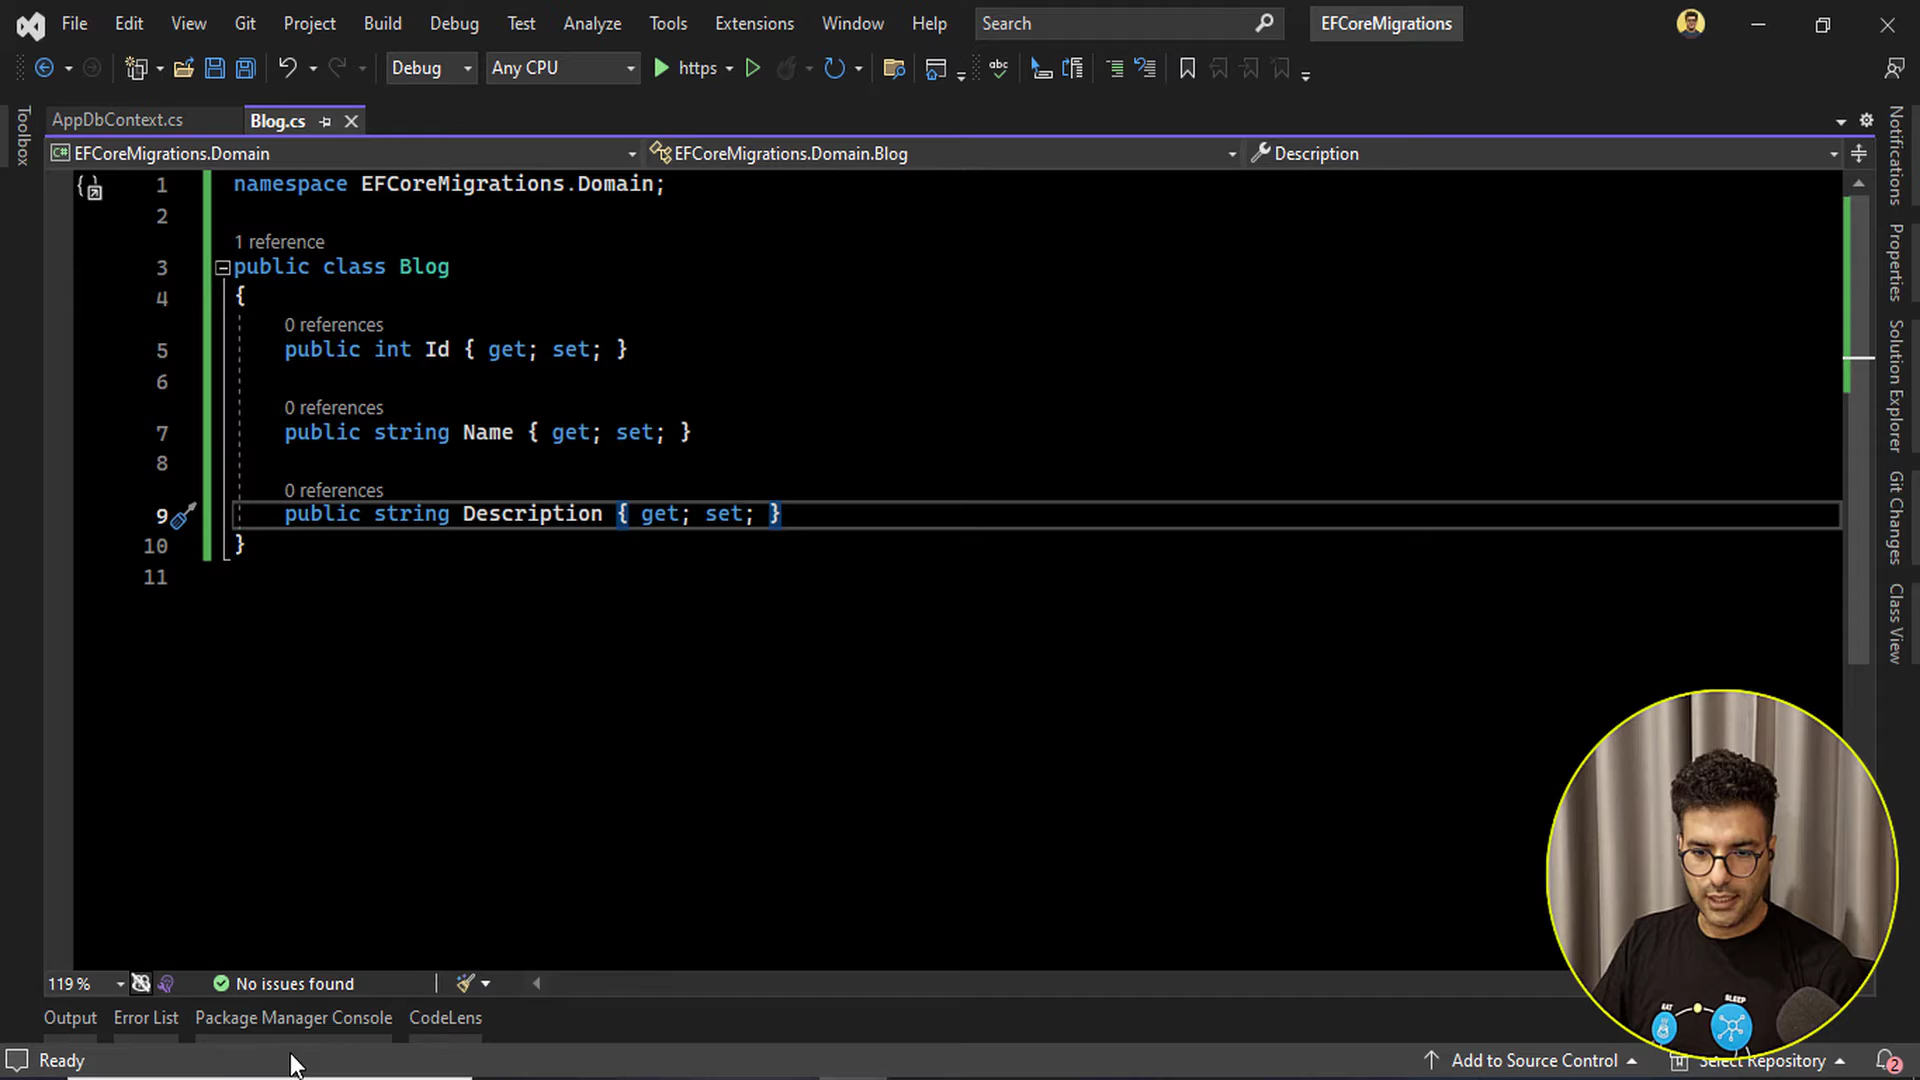 File Edit View Git Project Build Debug Test Analyze Tools Extensions Window Help Search EFCoreMigrations
Debug Any CPU https
Toolbox
AppDbContext.cs Blog.cs
EFCoreMigrations.Domain EFCoreMigrations.Domain.Blog Description
1 namespace EFCoreMigrations.Domain;
2
1 reference
3 public class Blog
4 {
0 references
5 public int Id { get; set; }
6
0 references
7 public string Name { get; set; }
8
0 references
9 public string Description { get; set; }
10 }
11
Notifications
Properties
Solution Explorer
Git Changes
Class View
119 % No issues found
Output Error List Package Manager Console CodeLens
EAT
SLEEP
Ready Add to Source Control Select Repository 2